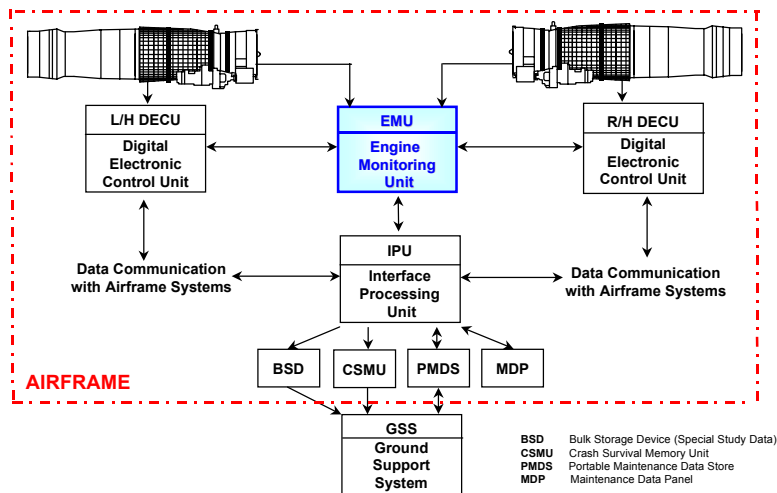 L/H DECU
Digital
Electronic
Control Unit
EMU
Engine
Monitoring
Unit
R/H DECU
Digital
Electronic
Control Unit
Data Communication
with Airframe Systems
IPU
Interface
Processing
Unit
Data Communication
with Airframe Systems
BSD
CSMU
PMDS
MDP
AIRFRAME
GSS
Ground
Support
System
BSD Bulk Storage Device (Special Study Data)
CSMU Crash Survival Memory Unit
PMDS Portable Maintenance Data Store
MDP Maintenance Data Panel